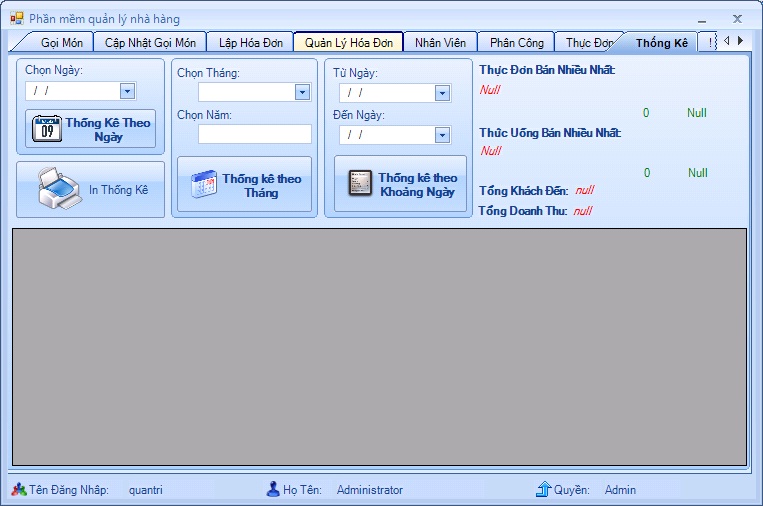 Phần mềm quản lý nhà hàng
Gọi Món
Cập Nhật Gọi Món
Lập Hóa Đơn
Quản Lý Hóa Đơn
Nhân Viên
Phân Công
Thực Đơn
Thống Kê
Chọn Ngày:
/ /
09
Thống Kê Theo
Ngày
In Thống Kê
Chọn Tháng:
Chọn Năm:
Thống kê theo
Tháng
Từ Ngày:
/ /
Đến Ngày:
/ /
Thống kê theo
Khoảng Ngày
Thực Đơn Bán Nhiều Nhất:
Null
0 Null
Thức Uống Bán Nhiều Nhất:
Null
0 Null
Tổng Khách Đến: null
Tổng Doanh Thu: null
Tên Đăng Nhập: quantri
Họ Tên: Administrator
Quyền: Admin